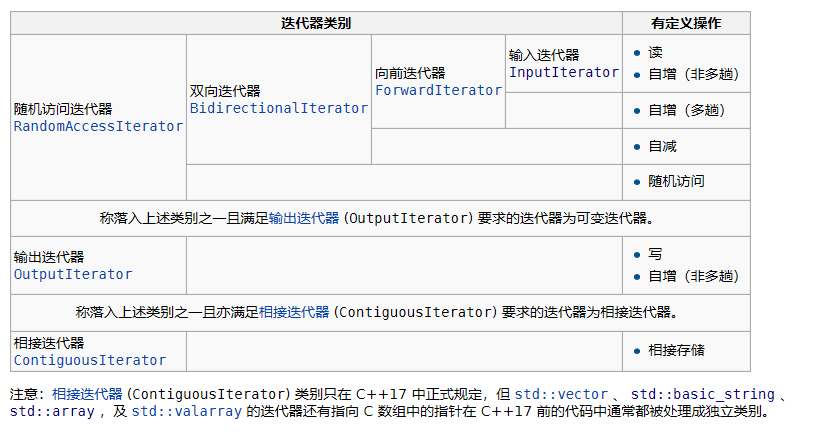 迭代器类别 有定义操作
随机访问迭代器
RandomAccessIterator
双向迭代器
BidirectionalIterator
向前迭代器
ForwardIterator
输入迭代器
InputIterator
• 读
• 自增（非多趟）
• 自增（多趟）
• 自减
• 随机访问
称落入上述类别之一且满足输出迭代器 (OutputIterator) 要求的迭代器为可变迭代器。
输出迭代器
OutputIterator
• 写
• 自增（非多趟）
称落入上述类别之一且亦满足相接迭代器 (ContiguousIterator) 要求的迭代器为相接迭代器。
相接迭代器
ContiguousIterator
• 相接存储
注意：相接迭代器 (ContiguousIterator) 类别只在 C++17 中正式规定，但 std::vector 、 std::basic_string 、
std::array ，及 std::valarray 的迭代器还有指向 C 数组中的指针在 C++17 前的代码中通常都被处理成独立类别。